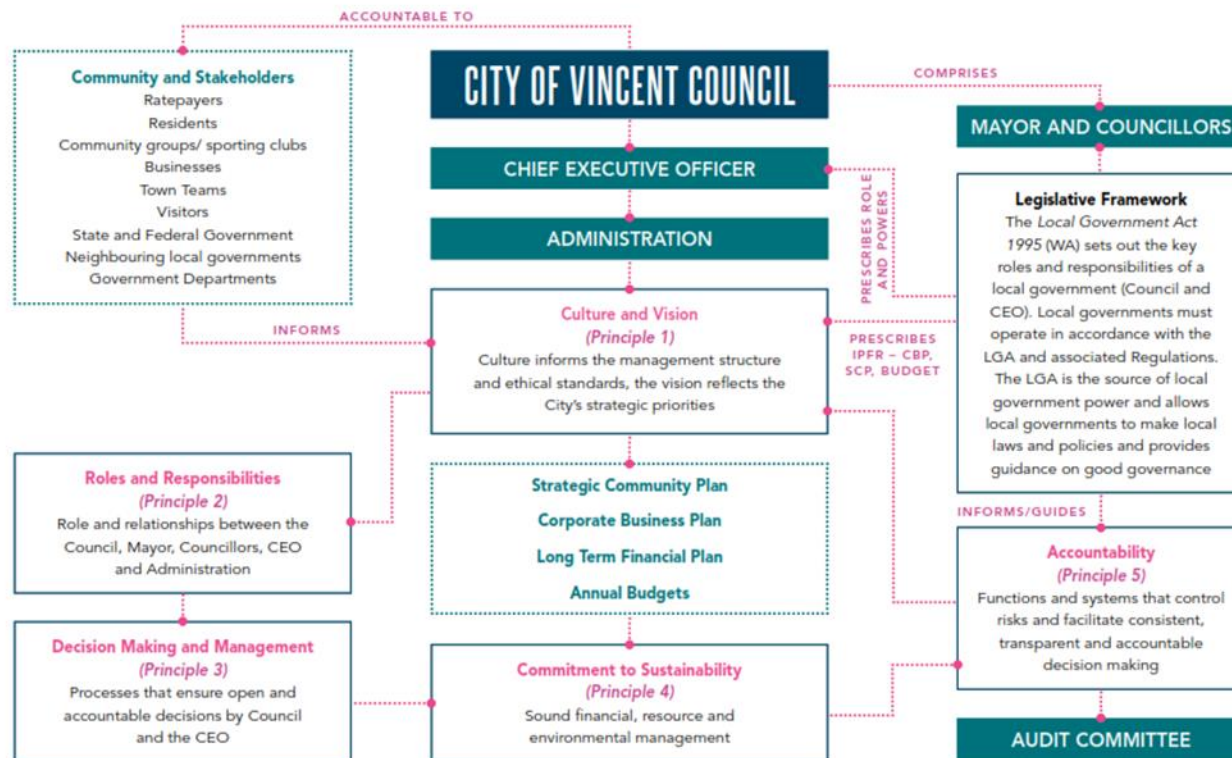 ACCOUNTABLE TO
Community and Stakeholders
Ratepayers
Residents
Community groups/ sporting clubs
Businesses
Town Teams
Visitors
State and Federal Government
Neighbouring local governments
Government Departments
CITY OF VINCENT COUNCIL
COMPRISES
MAYOR AND COUNCILLORS
CHIEF EXECUTIVE OFFICER
ADMINISTRATION
PRESCRIBES ROLE
AND POWERS
Legislative Framework
The Local Government Act
1995 (WA) sets out the key
roles and responsibilities of a
local government (Council and
CEO). Local governments must
operate in accordance with the
LGA and associated Regulations.
The LGA is the source of local
government power and allows
local governments to make local
laws and policies and provides
guidance on good governance
INFORMS
Culture and Vision
(Principle 1)
Culture informs the management structure
and ethical standards, the vision reflects the
City's strategic priorities
PRESCRIBES
IPFR – CBP,
SCP, BUDGET
Roles and Responsibilities
(Principle 2)
Role and relationships between the
Council, Mayor, Councillors, CEO
and Administration
Strategic Community Plan
Corporate Business Plan
Long Term Financial Plan
Annual Budgets
INFORMS/GUIDES
Accountability
(Principle 5)
Functions and systems that control
risks and facilitate consistent,
transparent and accountable
decision making
Decision Making and Management
(Principle 3)
Processes that ensure open and
accountable decisions by Council
and the CEO
Commitment to Sustainability
(Principle 4)
Sound financial, resource and
environmental management
AUDIT COMMITTEE